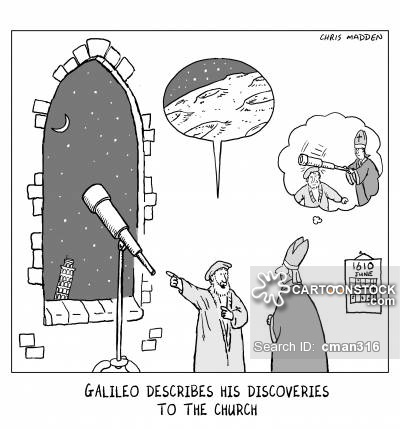 CHRIS MADDEN
1610
JUNE
CARTOONSTOCK
.com
Search ID: cman316
GALILEO DESCRIBES HIS DISCOVERIES
TO THE CHURCH